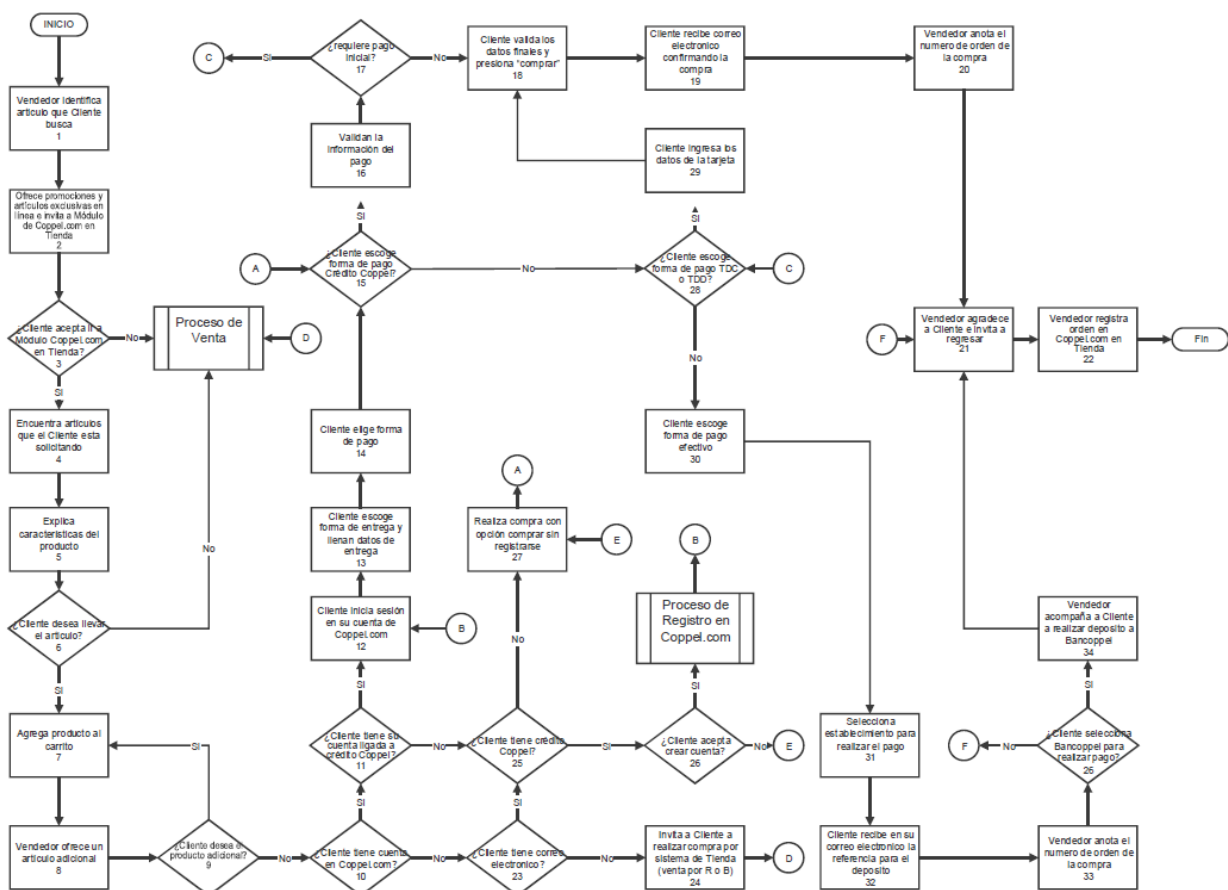 INICIO
Vendedor identifica
artículo que Cliente
busca
1
Ofrece promociones y
artículos exclusivas en
línea e invita a Módulo
de Coppel.com en
Tienda
2
¿Cliente acepta ir a
Módulo Coppel.com
en Tienda?
3
No
Proceso de
Venta
D
SI
Encuentra artículos
que el Cliente esta
solicitando
4
Explica
características del
producto
5
No
¿Cliente desea llevar
el artículo?
6
SI
Agrega producto al
carrito
7
SI
Vendedor ofrece un
artículo adicional
8
¿Cliente desea el
producto adicional?
9
No
¿Cliente tiene cuenta
en Coppel.com?
10
No
SI
¿Cliente tiene su
cuenta ligada a
crédito Coppel?
11
No
SI
Cliente inicia sesión
en su cuenta de
Coppel.com
12
B
Cliente escoge
forma de entrega y
llenan datos de
entrega
13
Cliente elige forma
de pago
14
A
¿Cliente escoge
forma de pago
Crédito Coppel?
15
No
SI
Validan la
información del
pago
16
¿requiere pago
inicial?
17
SI
C
No
Cliente valida los
datos finales y
presiona "comprar"
18
Cliente recibe correo
electronico
confirmando la
compra
19
Vendedor anota el
numero de orden de
la compra
20
F
Vendedor agradece
a Cliente e invita a
regresar
21
Vendedor registra
orden en
Coppel.com en
Tienda
22
Fin
¿Cliente tiene correo
electronico?
23
No
Invita a Cliente a
realizar compra por
sistema de Tienda
(venta por R o B)
24
D
SI
¿Cliente tiene crédito
Coppel?
25
SI
¿Cliente acepta
crear cuenta?
26
No
E
SI
Proceso de
Registro en
Coppel.com
B
No
Realiza compra con
opción comprar sin
registrarse
27
E
A
¿Cliente escoge
forma de pago TDC
o TDD?
28
C
SI
Cliente ingresa los
datos de la tarjeta
29
No
Cliente escoge
forma de pago
efectivo
30
Selecciona
establecimiento para
realizar el pago
31
Cliente recibe en su
correo electronico la
referencia para el
deposito
32
Vendedor anota el
numero de orden de
la compra
33
¿Cliente selecciona
Bancoppel para
realizar pago?
26
No
F
SI
Vendedor
acompaña a Cliente
a realizar deposito a
Bancoppel
34